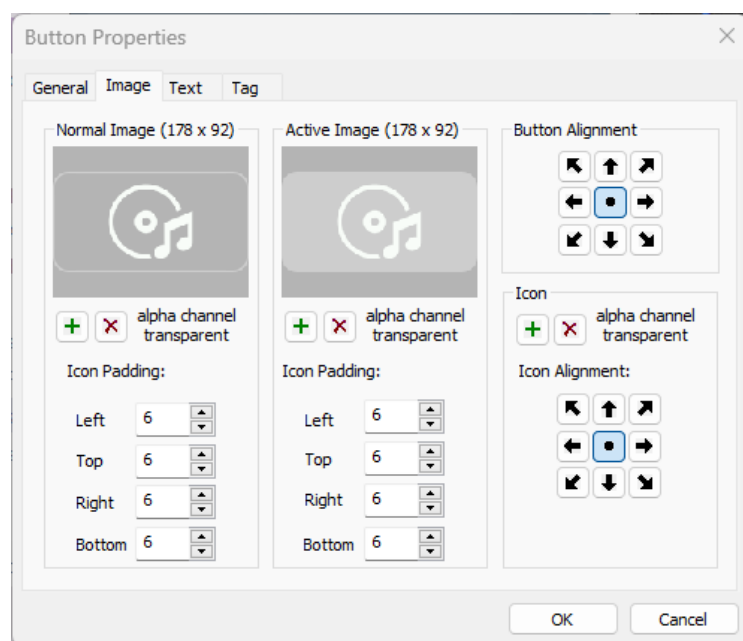 Button Properties
General Image Text Tag
Normal Image (178 x 92)
alpha channel
transparent
Icon Padding:
Left 6
Top 6
Right 6
Bottom 6
Active Image (178 x 92)
alpha channel
transparent
Icon Padding:
Left 6
Top 6
Right 6
Bottom 6
Button Alignment
Icon
alpha channel
transparent
Icon Alignment:
OK Cancel